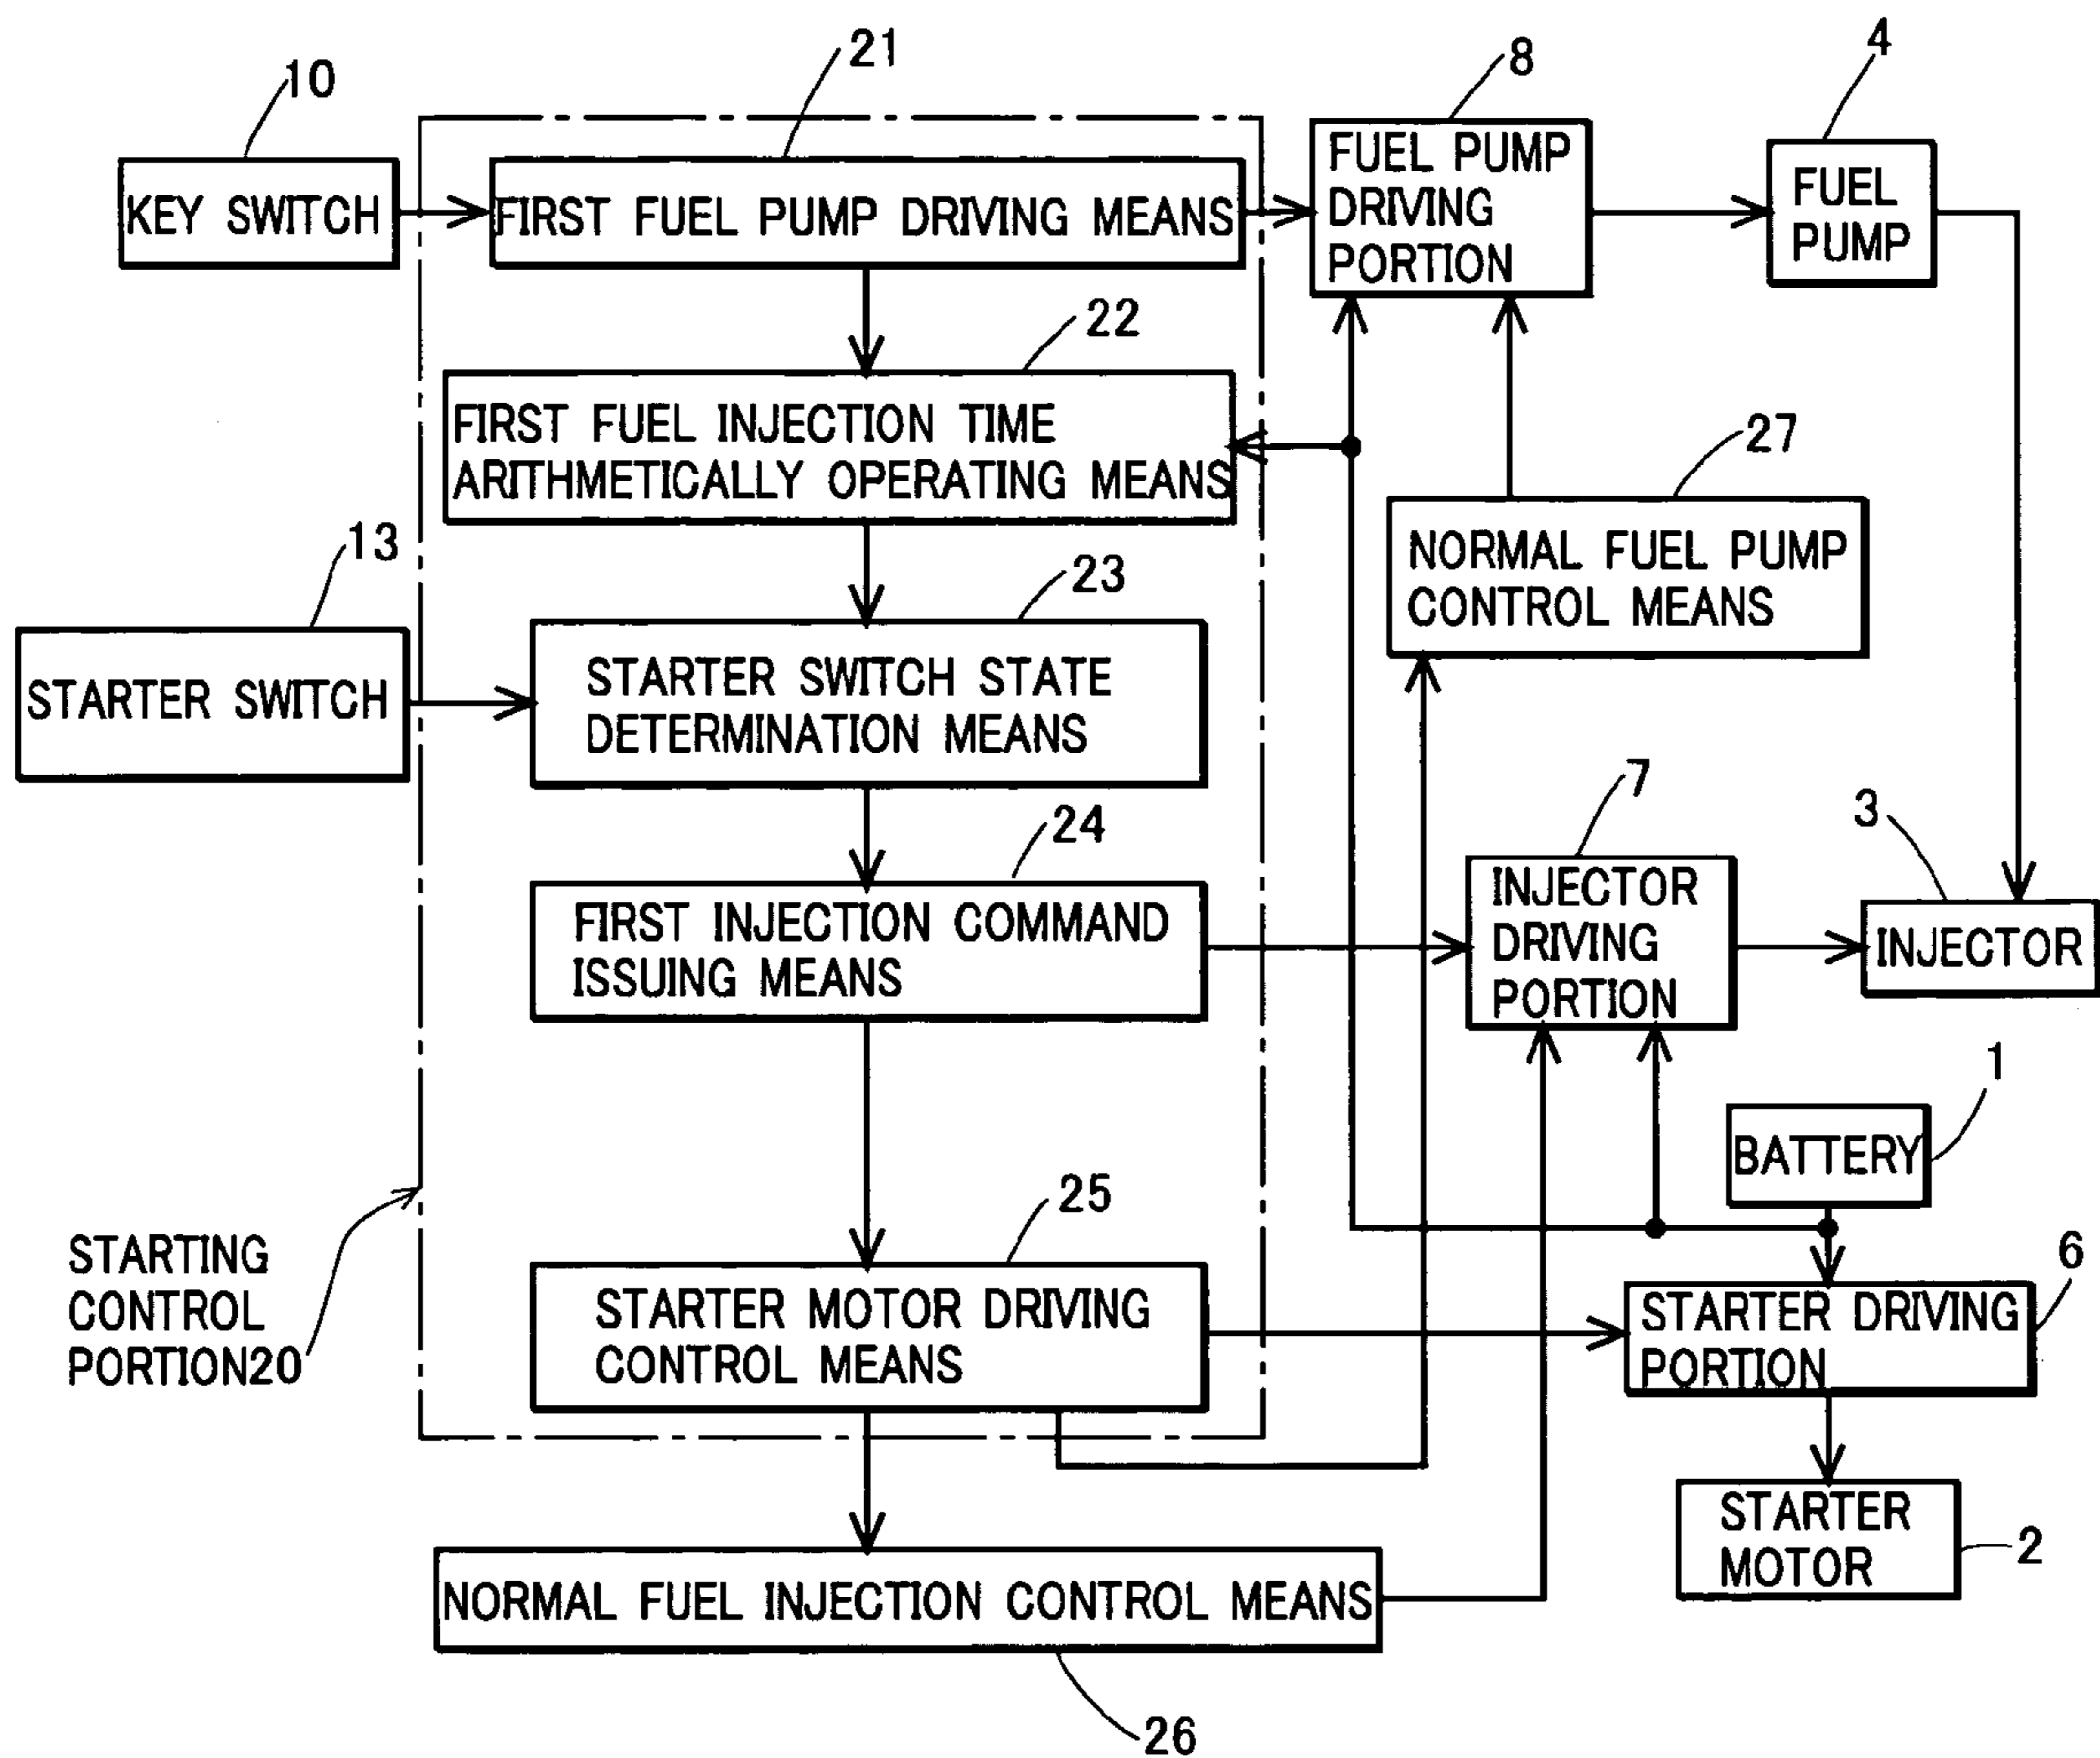 21
8
4
10
FUEL PUMP
DRIVING
PORTION
FUEL
PUMP
KEY SWITCH
FIRST FUEL PUMP DRIVING MEANS
22
FIRST FUEL INJECTION TIME
ARITHMETICALLY OPERATING MEANS
27
NORMAL FUEL PUMP
CONTROL MEANS
13
23
STARTER SWITCH
STARTER SWITCH STATE
DETERMINATION MEANS
7
3
24
INJECTOR
DRIVING
PORTION
FIRST INJECTION COMMAND
ISSUING MEANS
INJECTOR
1
BATTERY
25
6
STARTING
CONTROL
PORTION20
STARTER MOTOR DRIVING
CONTROL MEANS
STARTER DRIVING
PORTION
STARTER
MOTOR
2
NORMAL FUEL INJECTION CONTROL MEANS
26